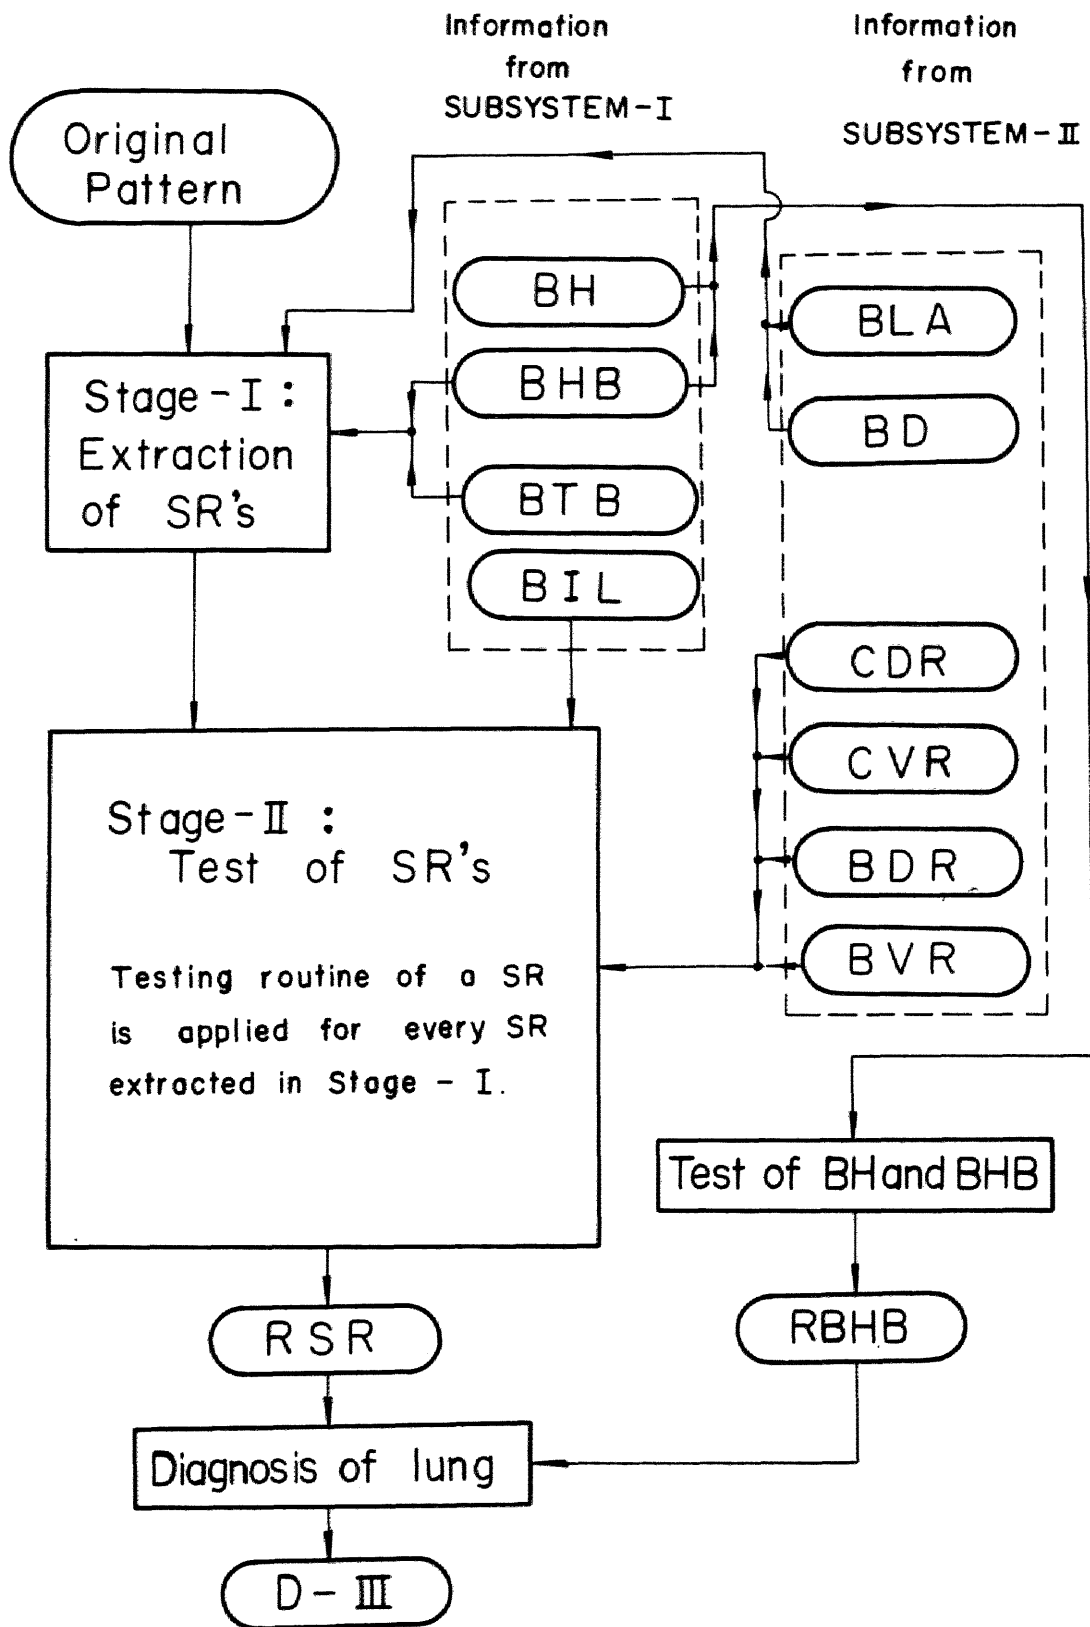 Information
from
SUBSYSTEM-I
Information
from
SUBSYSTEM-II
Original
Pattern
BH
BHB
BTB
BIL
BLA
BD
CDR
CVR
BDR
BVR
Stage-I :
Extraction
of SR's
Stage-II :
Test of SR's
Testing routine of a SR
is applied for every SR
extracted in Stage - I.
Test of BH and BHB
RSR
RBHB
Diagnosis of lung
D-III